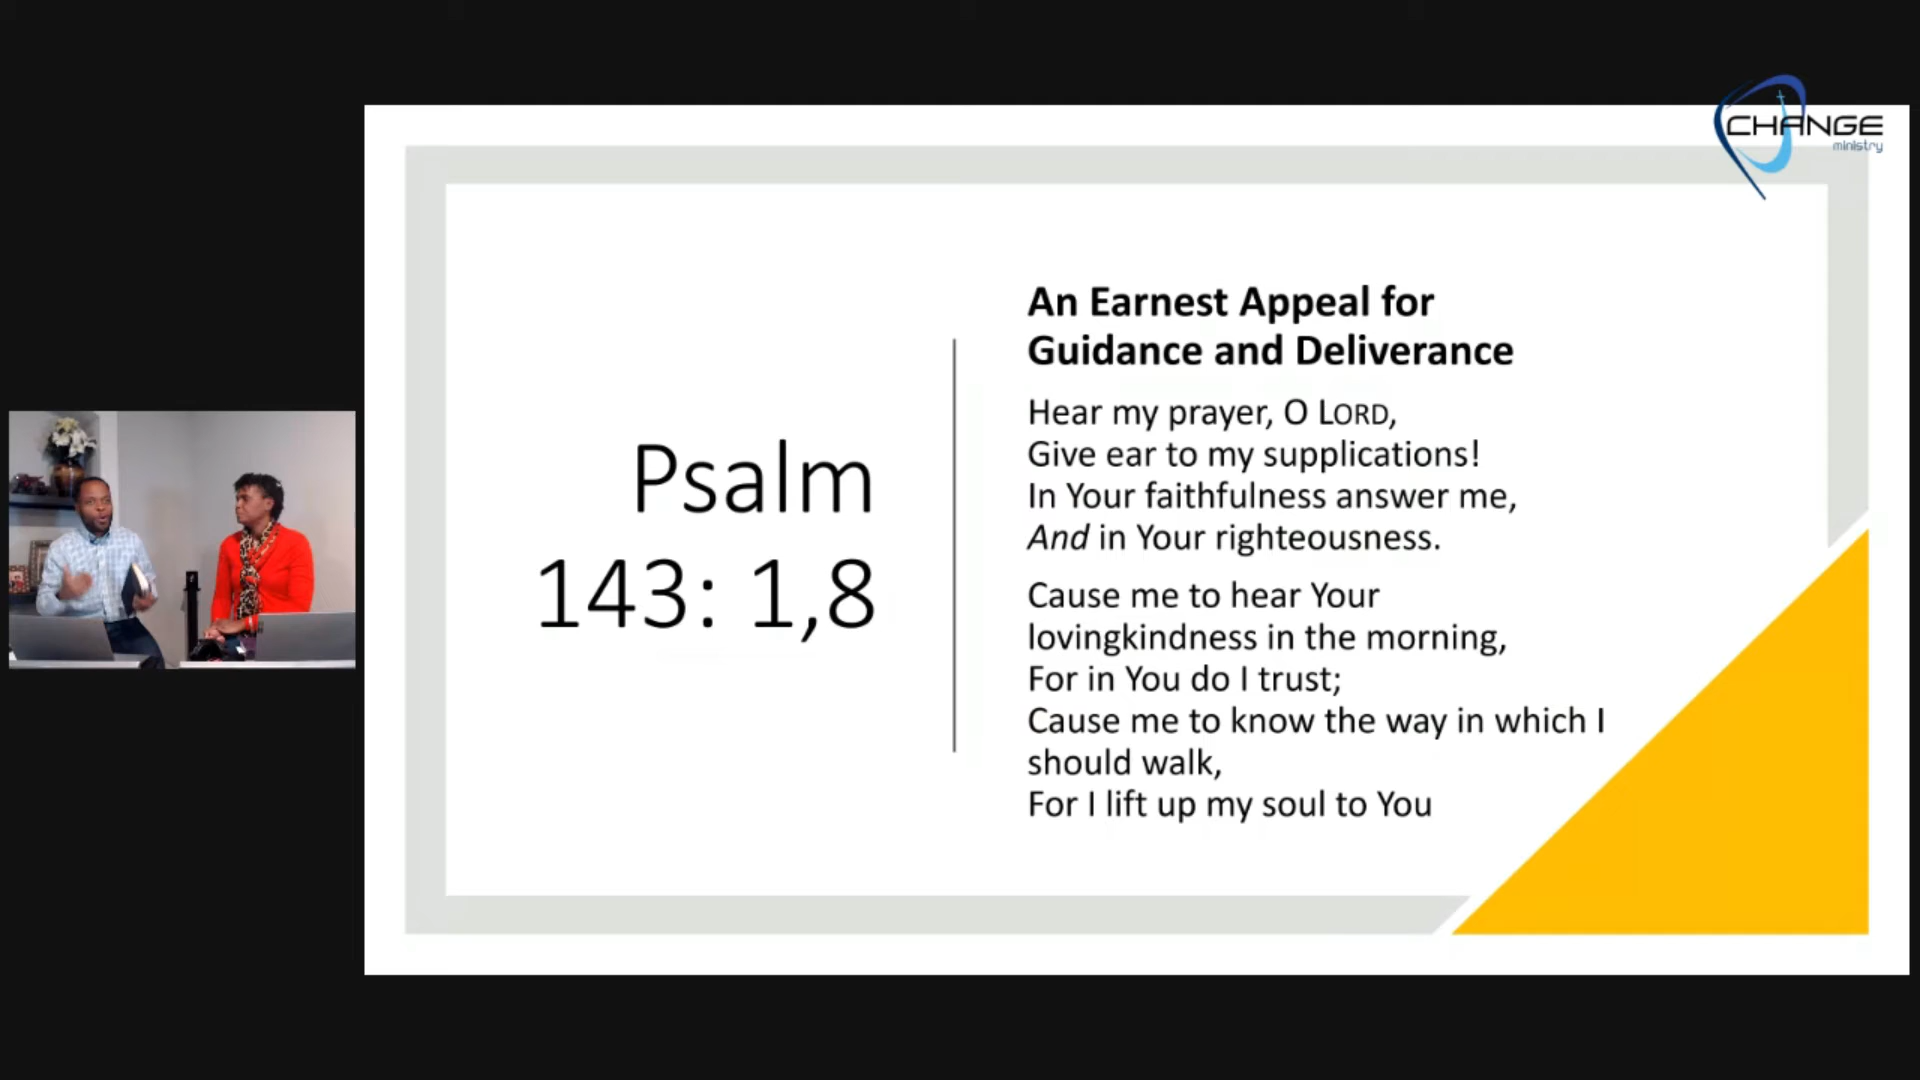 CHANGE
ministry
Psalm
143: 1,8
An Earnest Appeal for
Guidance and Deliverance
Hear my prayer, O LORD,
Give ear to my supplications!
In Your faithfulness answer me,
And in Your righteousness.
Cause me to hear Your
lovingkindness in the morning,
For in You do I trust;
Cause me to know the way in which I
should walk,
For I lift up my soul to You